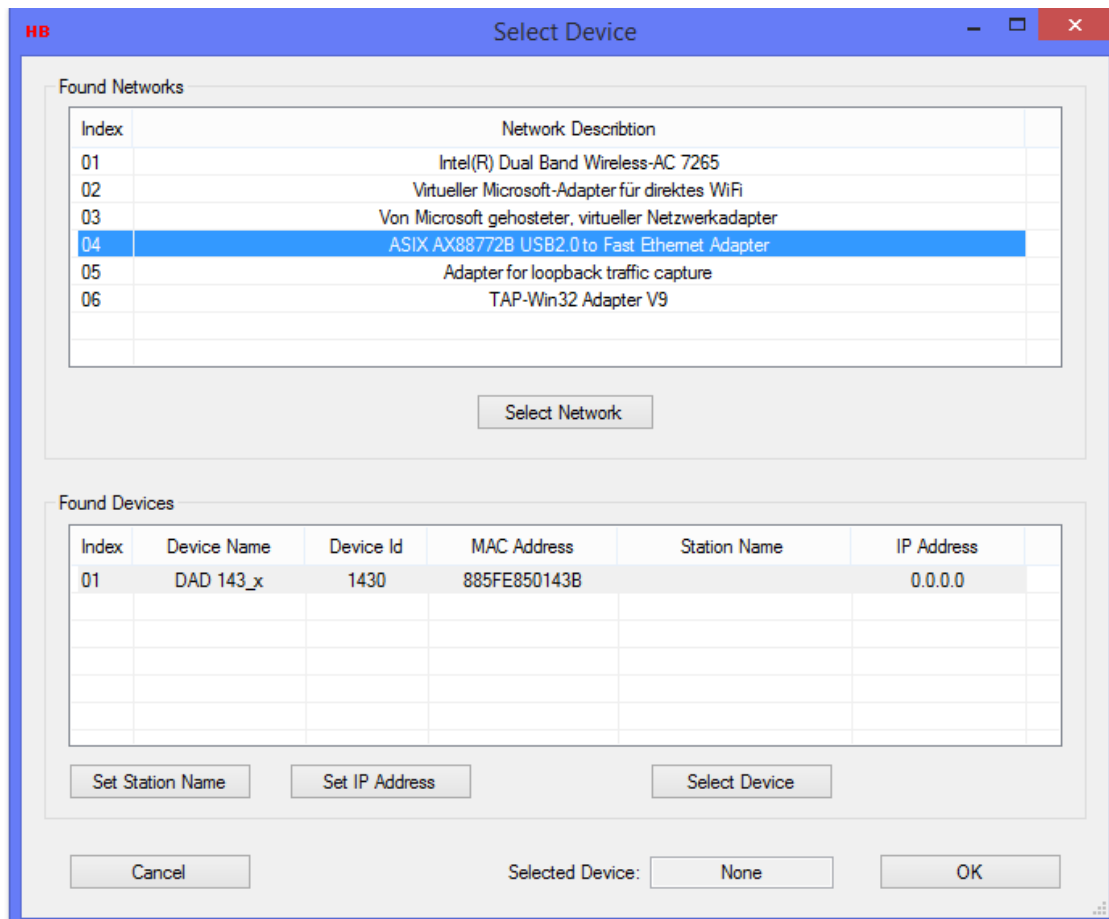 HB Select Device
Found Networks
Index Network Describtion
01 Intel(R) Dual Band Wireless-AC 7265
02 Virtueller Microsoft-Adapter für direktes WiFi
03 Von Microsoft gehosteter, virtueller Netzwerkadapter
04 ASIX AX88772B USB2.0 to Fast Ethernet Adapter
05 Adapter for loopback traffic capture
06 TAP-Win32 Adapter V9
Select Network
Found Devices
Index Device Name Device Id MAC Address Station Name IP Address
01 DAD 143_x 1430 885FE850143B 0.0.0.0
Set Station Name Set IP Address Select Device
Cancel Selected Device: None OK